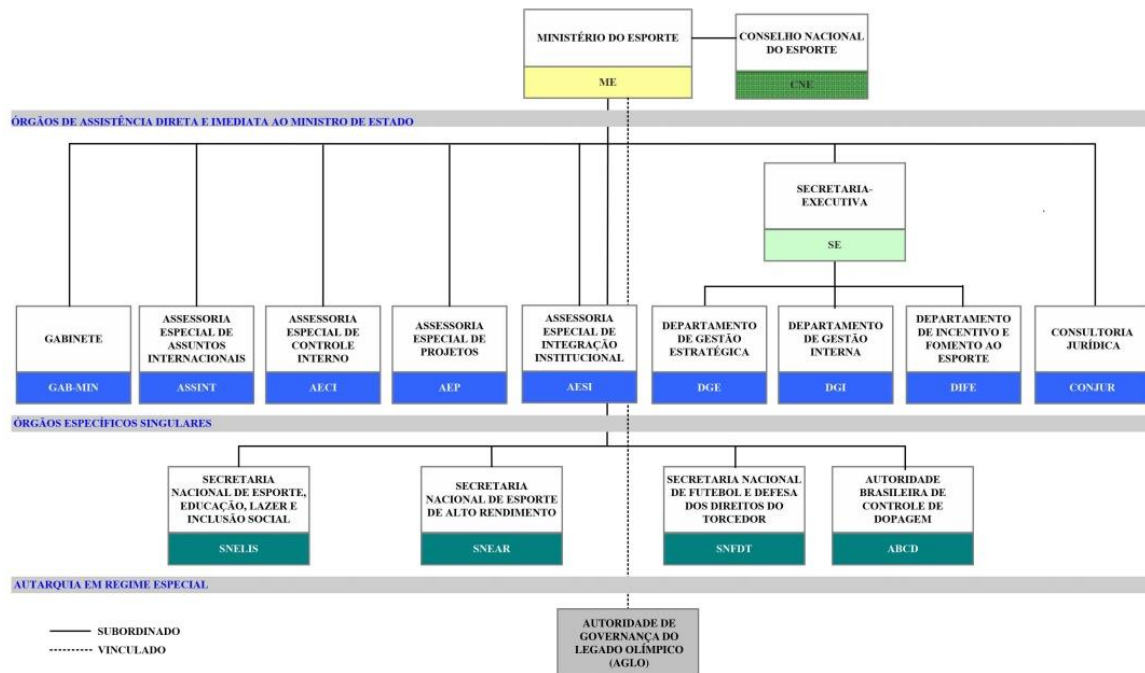 MINISTÉRIO DO ESPORTE
ME
CONSELHO NACIONAL
DO ESPORTE
CNE
ÓRGÃOS DE ASSISTÊNCIA DIRETA E IMEDIATA AO MINISTRO DE ESTADO
SECRETARIA-
EXECUTIVA
SE
GABINETE
GAB-MIN
ASSESSORIA
ESPECIAL DE
ASSUNTOS
INTERNACIONAIS
ASSINT
ASSESSORIA
ESPECIAL DE
CONTROLE
INTERNO
AECI
ASSESSORIA
ESPECIAL DE
PROJETOS
AEP
ASSESSORIA
ESPECIAL DE
INTEGRAÇÃO
INSTITUCIONAL
AESI
DEPARTAMENTO
DE GESTÃO
ESTRATÉGICA
DGE
DEPARTAMENTO
DE GESTÃO
INTERNA
DGI
DEPARTAMENTO
DE INCENTIVO E
FOMENTO AO
ESPORTE
DIFE
CONSULTORIA
JURÍDICA
CONJUR
ÓRGÃOS ESPECÍFICOS SINGULARES
SECRETARIA
NACIONAL DE ESPORTE,
EDUCAÇÃO, LAZER E
INCLUSÃO SOCIAL
SNELIS
SECRETARIA
NACIONAL DE ESPORTE
DE ALTO RENDIMENTO
SNEAR
SECRETARIA NACIONAL
DE FUTEBOL E DEFESA
DOS DIREITOS DO
TORCEDOR
SNFDT
AUTORIDADE
BRASILEIRA DE
CONTROLE DE
DOPAGEM
ABCD
AUTARQUIA EM REGIME ESPECIAL
SUBORDINADO
VINCULADO
AUTORIDADE DE
GOVERNANÇA DO
LEGADO OLÍMPICO
(AGLO)